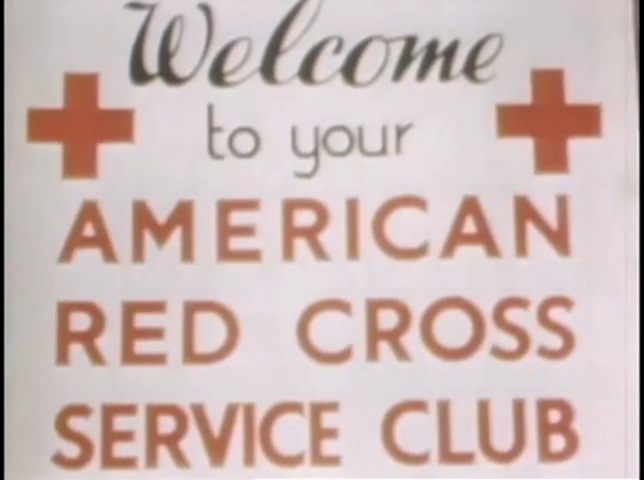 Welcome
to your
AMERICAN
RED CROSS
SERVICE CLUB